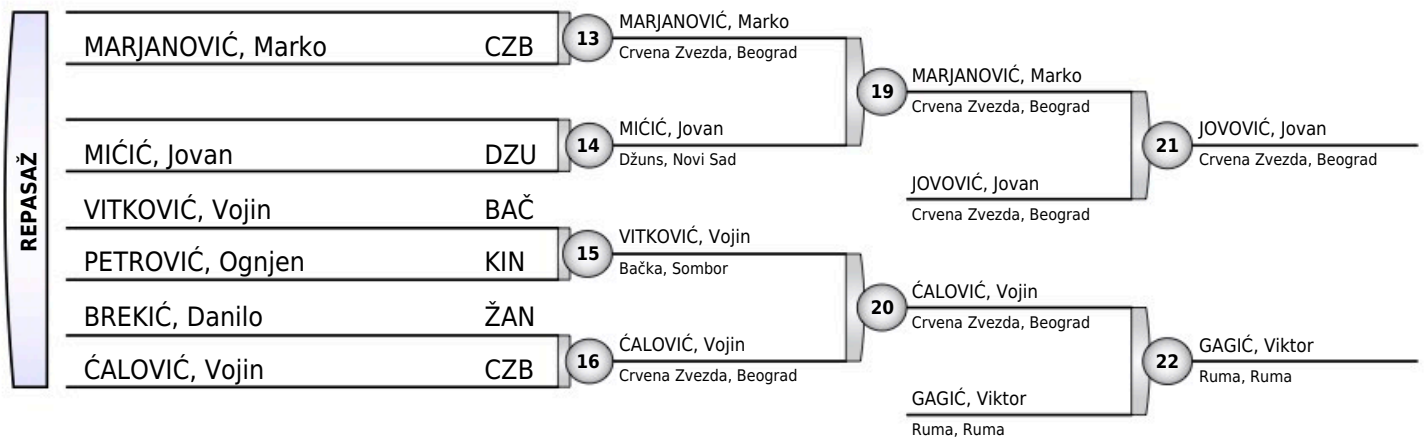 REPASAŽ
MARJANOVIĆ, Marko CZB
MIĆIĆ, Jovan DZU
VITKOVIĆ, Vojin BAČ
PETROVIĆ, Ognjen KIN
BREKIĆ, Danilo ŽAN
ĆALOVIĆ, Vojin CZB
13
MARJANOVIĆ, Marko
Crvena Zvezda, Beograd
14
MIĆIĆ, Jovan
Džuns, Novi Sad
15
VITKOVIĆ, Vojin
Bačka, Sombor
16
ĆALOVIĆ, Vojin
Crvena Zvezda, Beograd
19
MARJANOVIĆ, Marko
Crvena Zvezda, Beograd
JOVOVIĆ, Jovan
Crvena Zvezda, Beograd
20
ĆALOVIĆ, Vojin
Crvena Zvezda, Beograd
GAGIĆ, Viktor
Ruma, Ruma
21
JOVOVIĆ, Jovan
Crvena Zvezda, Beograd
22
GAGIĆ, Viktor
Ruma, Ruma